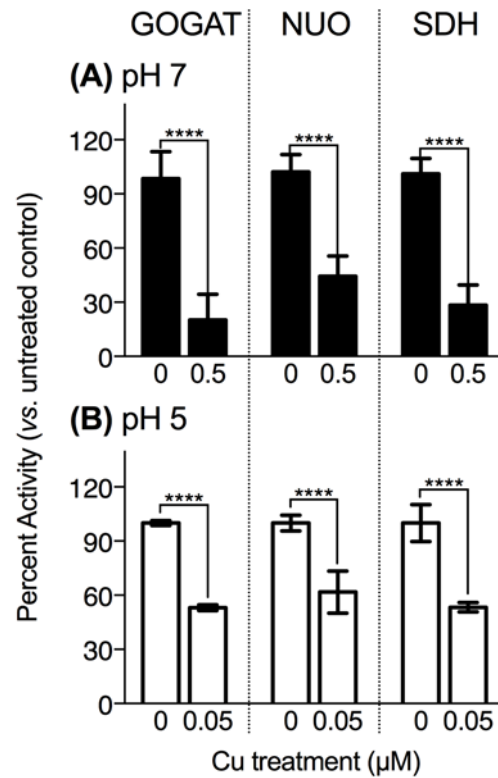 GOGAT NUO SDH
(A) pH 7
**** **** ****
120
90
60
30
0
0 0.5 0 0.5 0 0.5
(B) pH 5
**** **** ****
120
90
60
30
0
0 0.05 0 0.05 0 0.05
Percent Activity (vs. untreated control)
Cu treatment (µM)